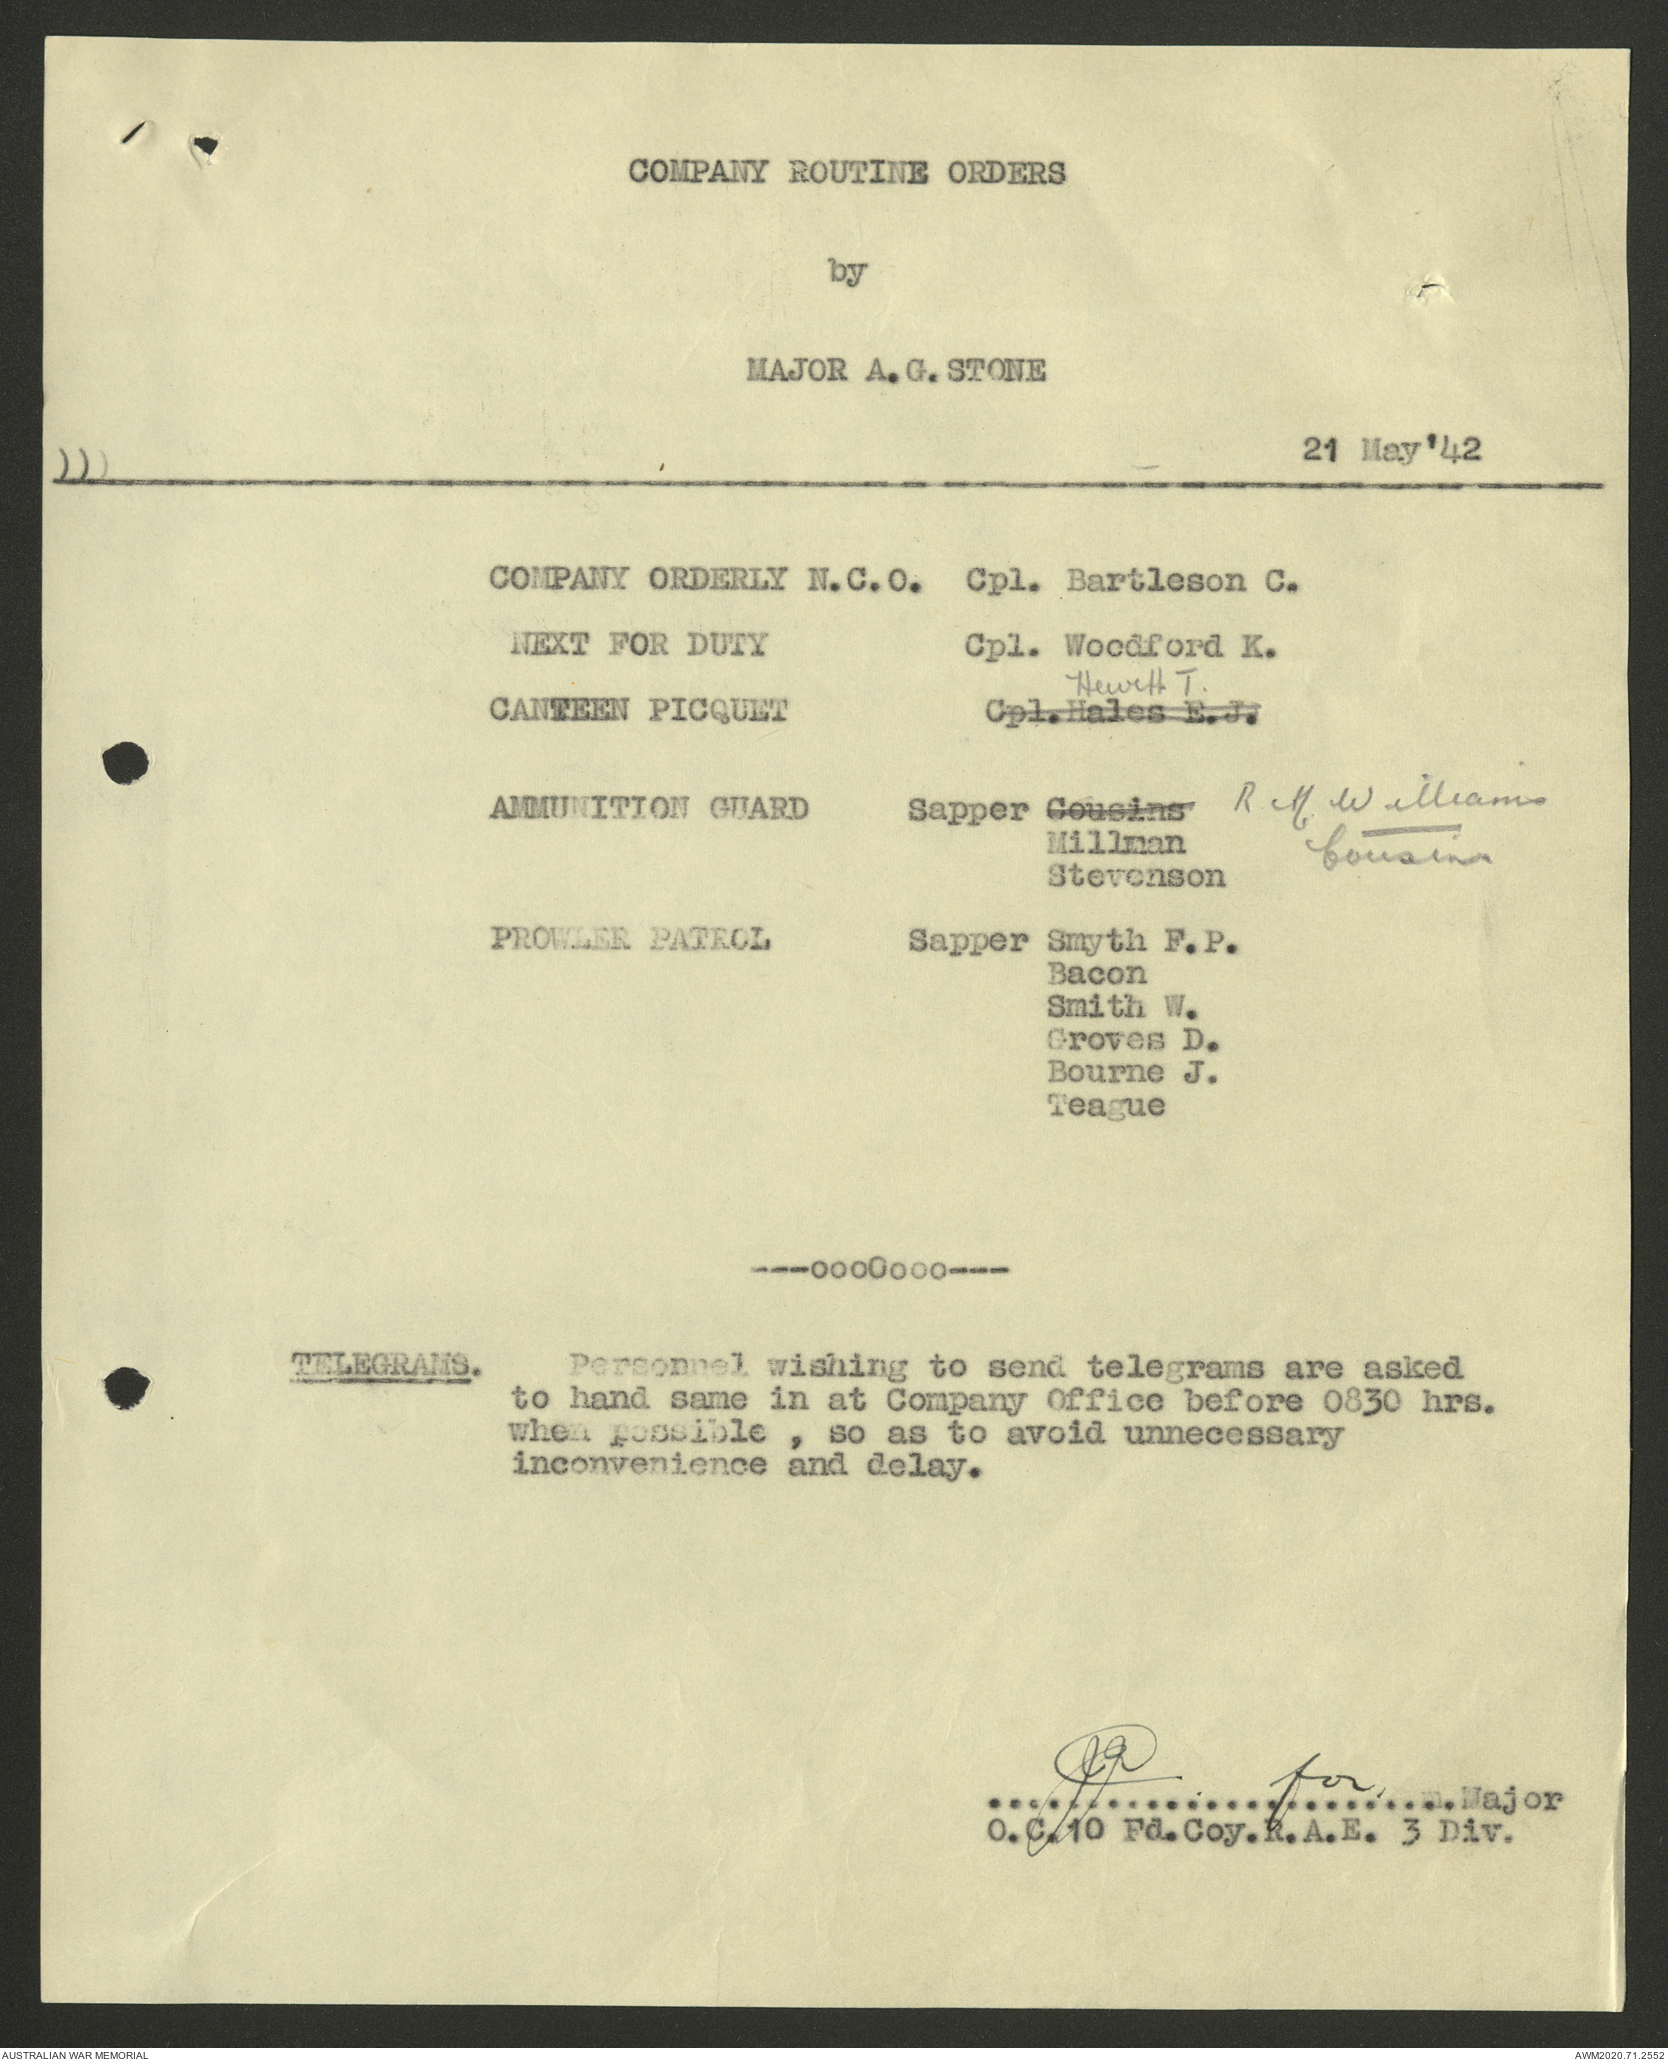 COMPANY ROUTINE ORDERS
by
MAJOR A.G.STONE
21 May'42
)))
COMPANY ORDERLY N.C.O. Cpl. Bartleson C.
NEXT FOR DUTY Cpl. Woodford K.
Hewett T.
CANTEEN PICQUET Cpl.Hales E.J.
AMMUNITION GUARD Sapper Cousins R. M. Williams
Millman Cousins
Stevenson
PROWLER PATROL Sapper Smyth F.P.
Bacon
Smith W.
Groves D.
Bourne J.
Teague
---oooOooo---
TELEGRAMS. Personnel wishing to send telegrams are asked
to hand same in at Company Office before 0830 hrs.
when possible , so as to avoid unnecessary
inconvenience and delay.
for
........................Major
O.C.10 Fd.Coy.R.A.E. 3 Div.
AUSTRALIAN WAR MEMORIAL
AWM2020.71.2552